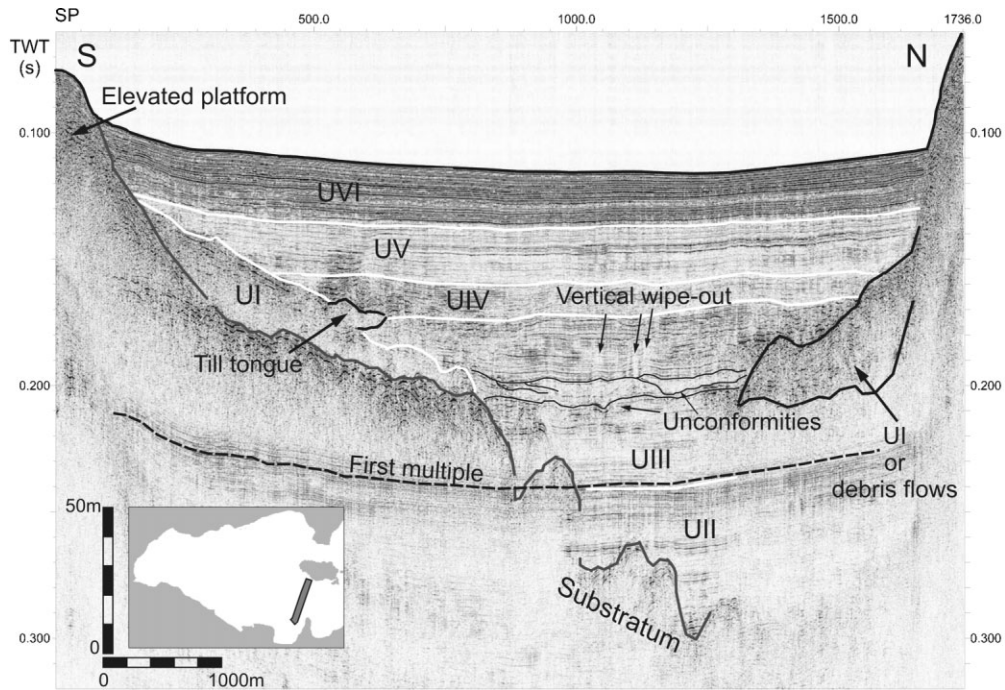 SP
500.0
1000.0
1500.0
1736.0
TWT
(s)
S
N
Elevated platform
0.100
0.100
UVI
UV
UI
UIV
Vertical wipe-out
Till tongue
0.200
0.200
Unconformities
UI
or
debris flows
First multiple
UIII
50m
UII
Substratum
0.300
0.300
0
0
1000m